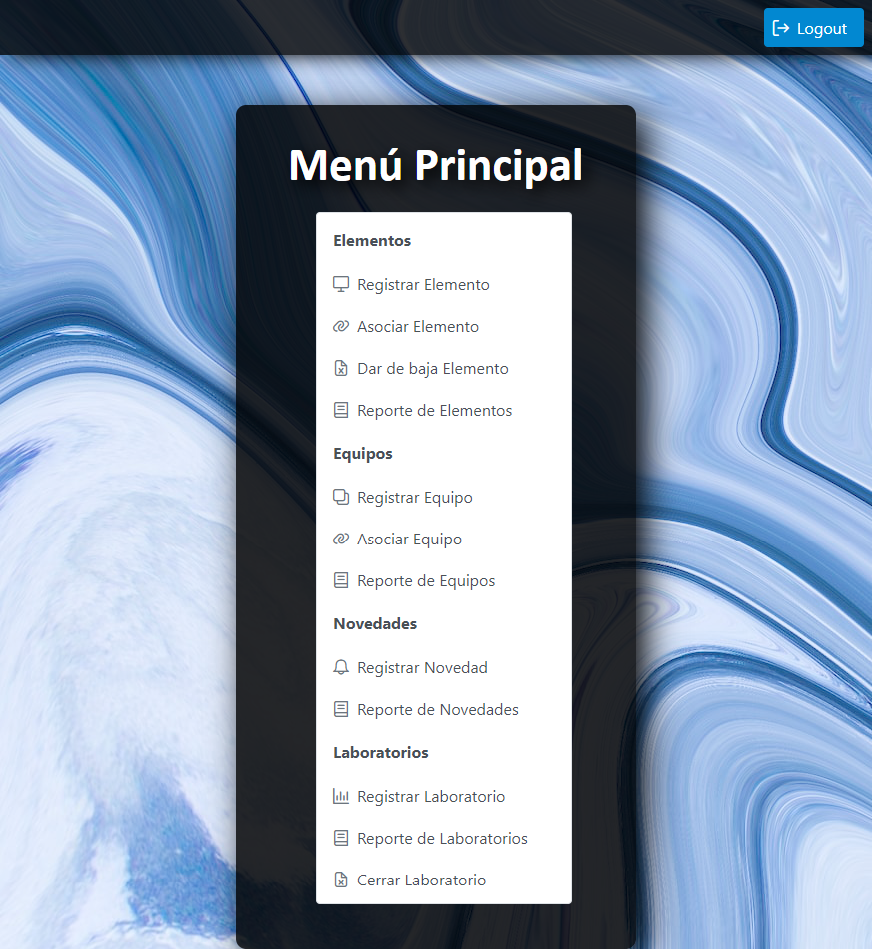 Logout
Menú Principal
Elementos
Registrar Elemento
Asociar Elemento
Dar de baja Elemento
Reporte de Elementos
Equipos
Registrar Equipo
Asociar Equipo
Reporte de Equipos
Novedades
Registrar Novedad
Reporte de Novedades
Laboratorios
Registrar Laboratorio
Reporte de Laboratorios
Cerrar Laboratorio